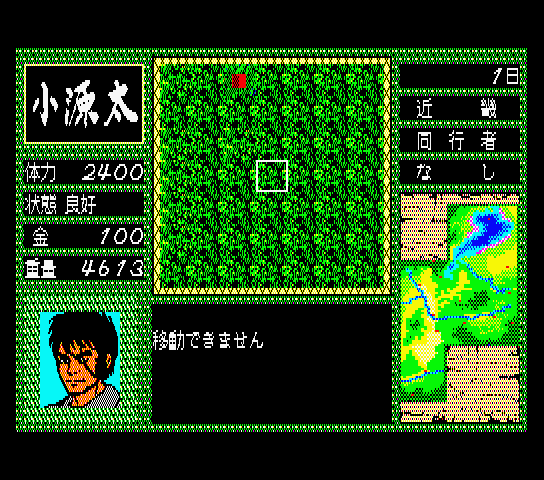 小源太
体力 2400
状態 良好
金 100
重量 4613
移動できません
1日
近 畿
同 行 者
な し